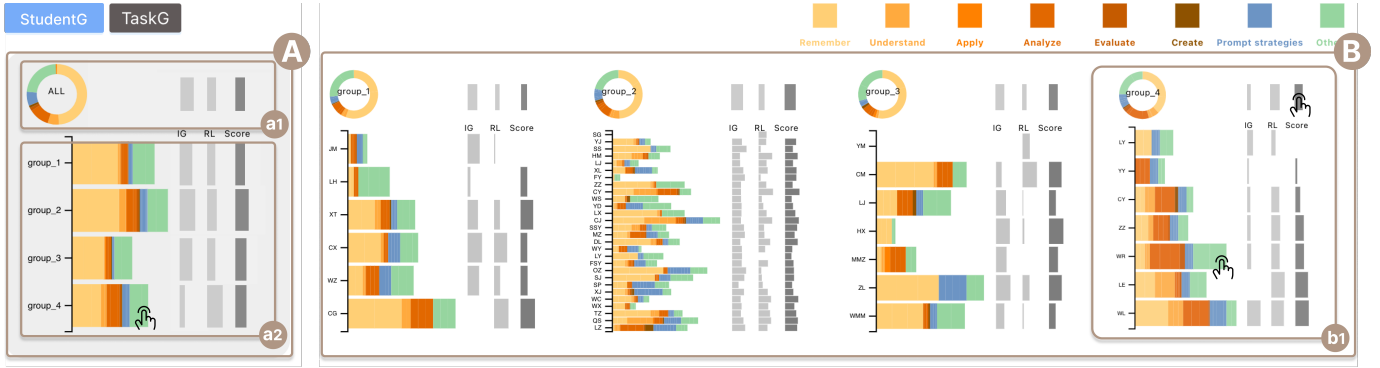 StudentG
TaskG
Remember
Understand
Apply
Analyze
Evaluate
Create
Prompt strategies
A
ALL
a1
IG
RL
Score
group_1
group_2
group_3
group_4
a2
B
group_1
IG
RL
Score
JM
LH
XT
CX
WZ
CG
group_2
SG
YJ
SS
HM
LJ
XL
FY
ZZ
CY
WS
YD
LX
CJ
SSY
MZ
DL
WY
LY
FSY
OZ
SJ
SP
XJ
WC
WX
TZ
QS
LZ
group_3
IG
RL
Score
YM
CM
LJ
HX
MMZ
ZL
WMM
group_4
IG
RL
Score
LY
YY
CY
ZZ
WR
LE
WL
b1